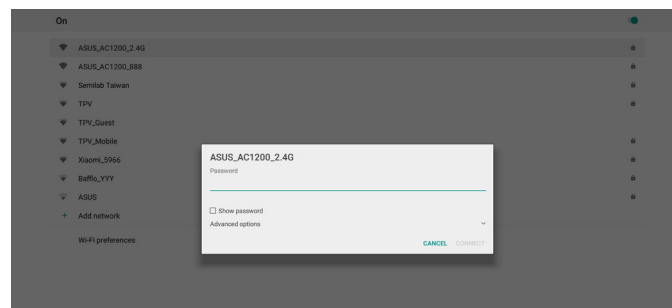 On
ASUS_AC1200_2.4G
ASUS_AC1200_888
Semilab Taiwan
TPV
TPV_Guest
TPV_Mobile
Xiaomi_5966
Bafflo_YYY
ASUS
+ Add network
Wi-Fi preferences
ASUS_AC1200_2.4G
Password
Show password
Advanced options
CANCEL CONNECT